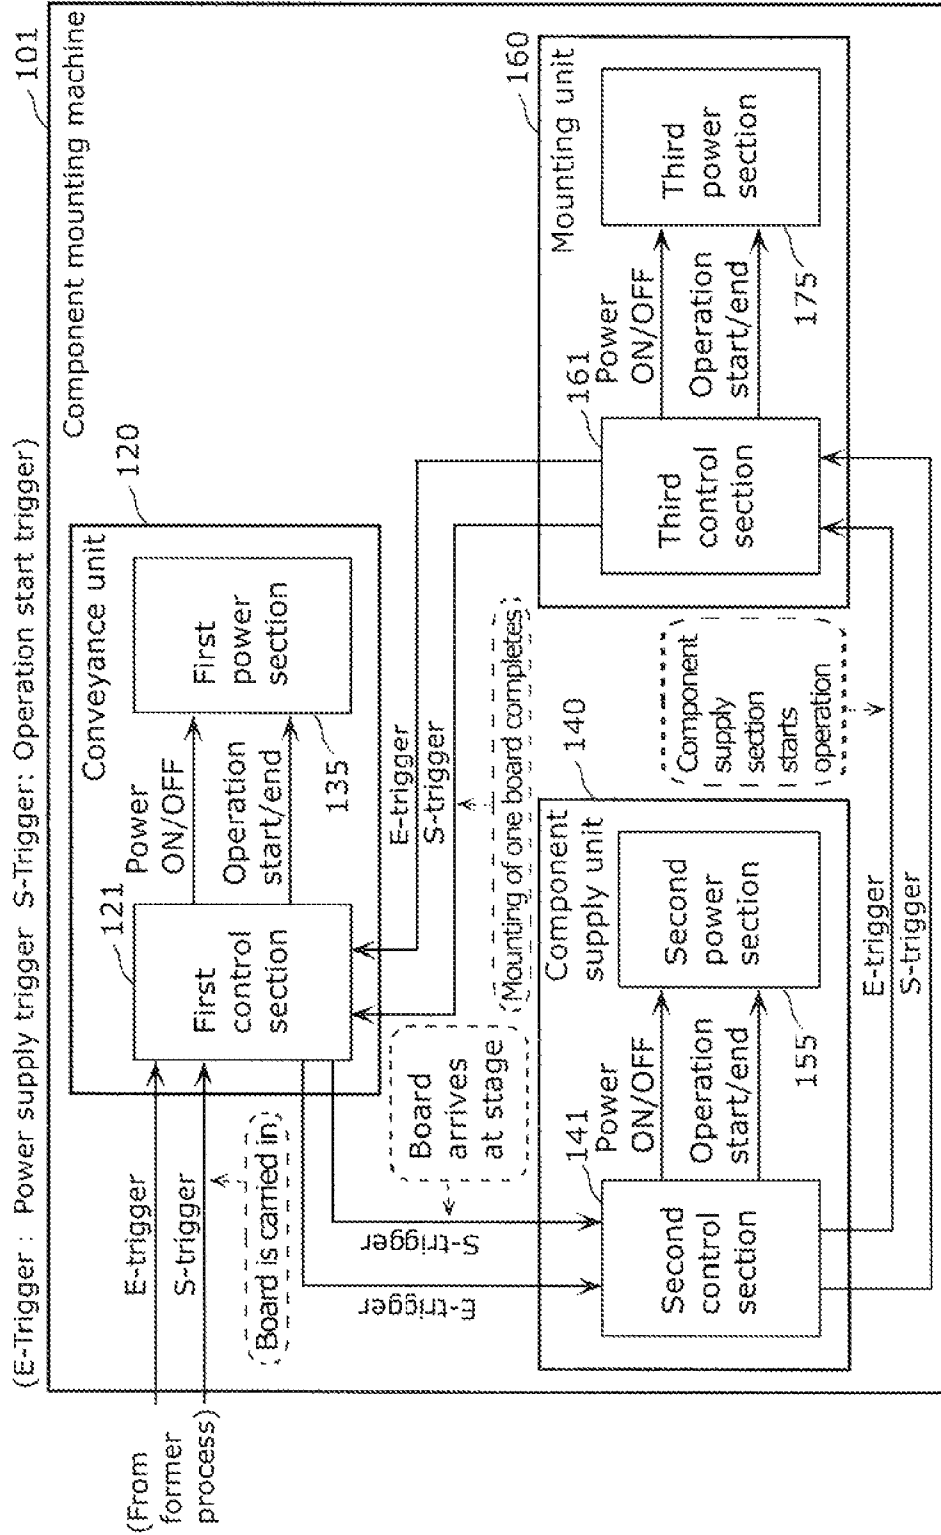 (E-Trigger : Power supply trigger S-Trigger: Operation start trigger)
101
Component mounting machine
120
Conveyance unit
121
First
control
section
Power
ON/OFF
Operation
start/end
First
power
section
135
(From
former
process)
E-trigger
S-trigger
Board is carried in
E-trigger
S-trigger
Board
arrives
at stage
E-trigger
S-trigger
Mounting of one board completes
140
Component
supply unit
141
Second
control
section
Power
ON/OFF
Operation
start/end
Second
power
section
155
E-trigger
S-trigger
Component
supply
section
starts
operation
160
Mounting unit
161
Third
control
section
Power
ON/OFF
Operation
start/end
Third
power
section
175